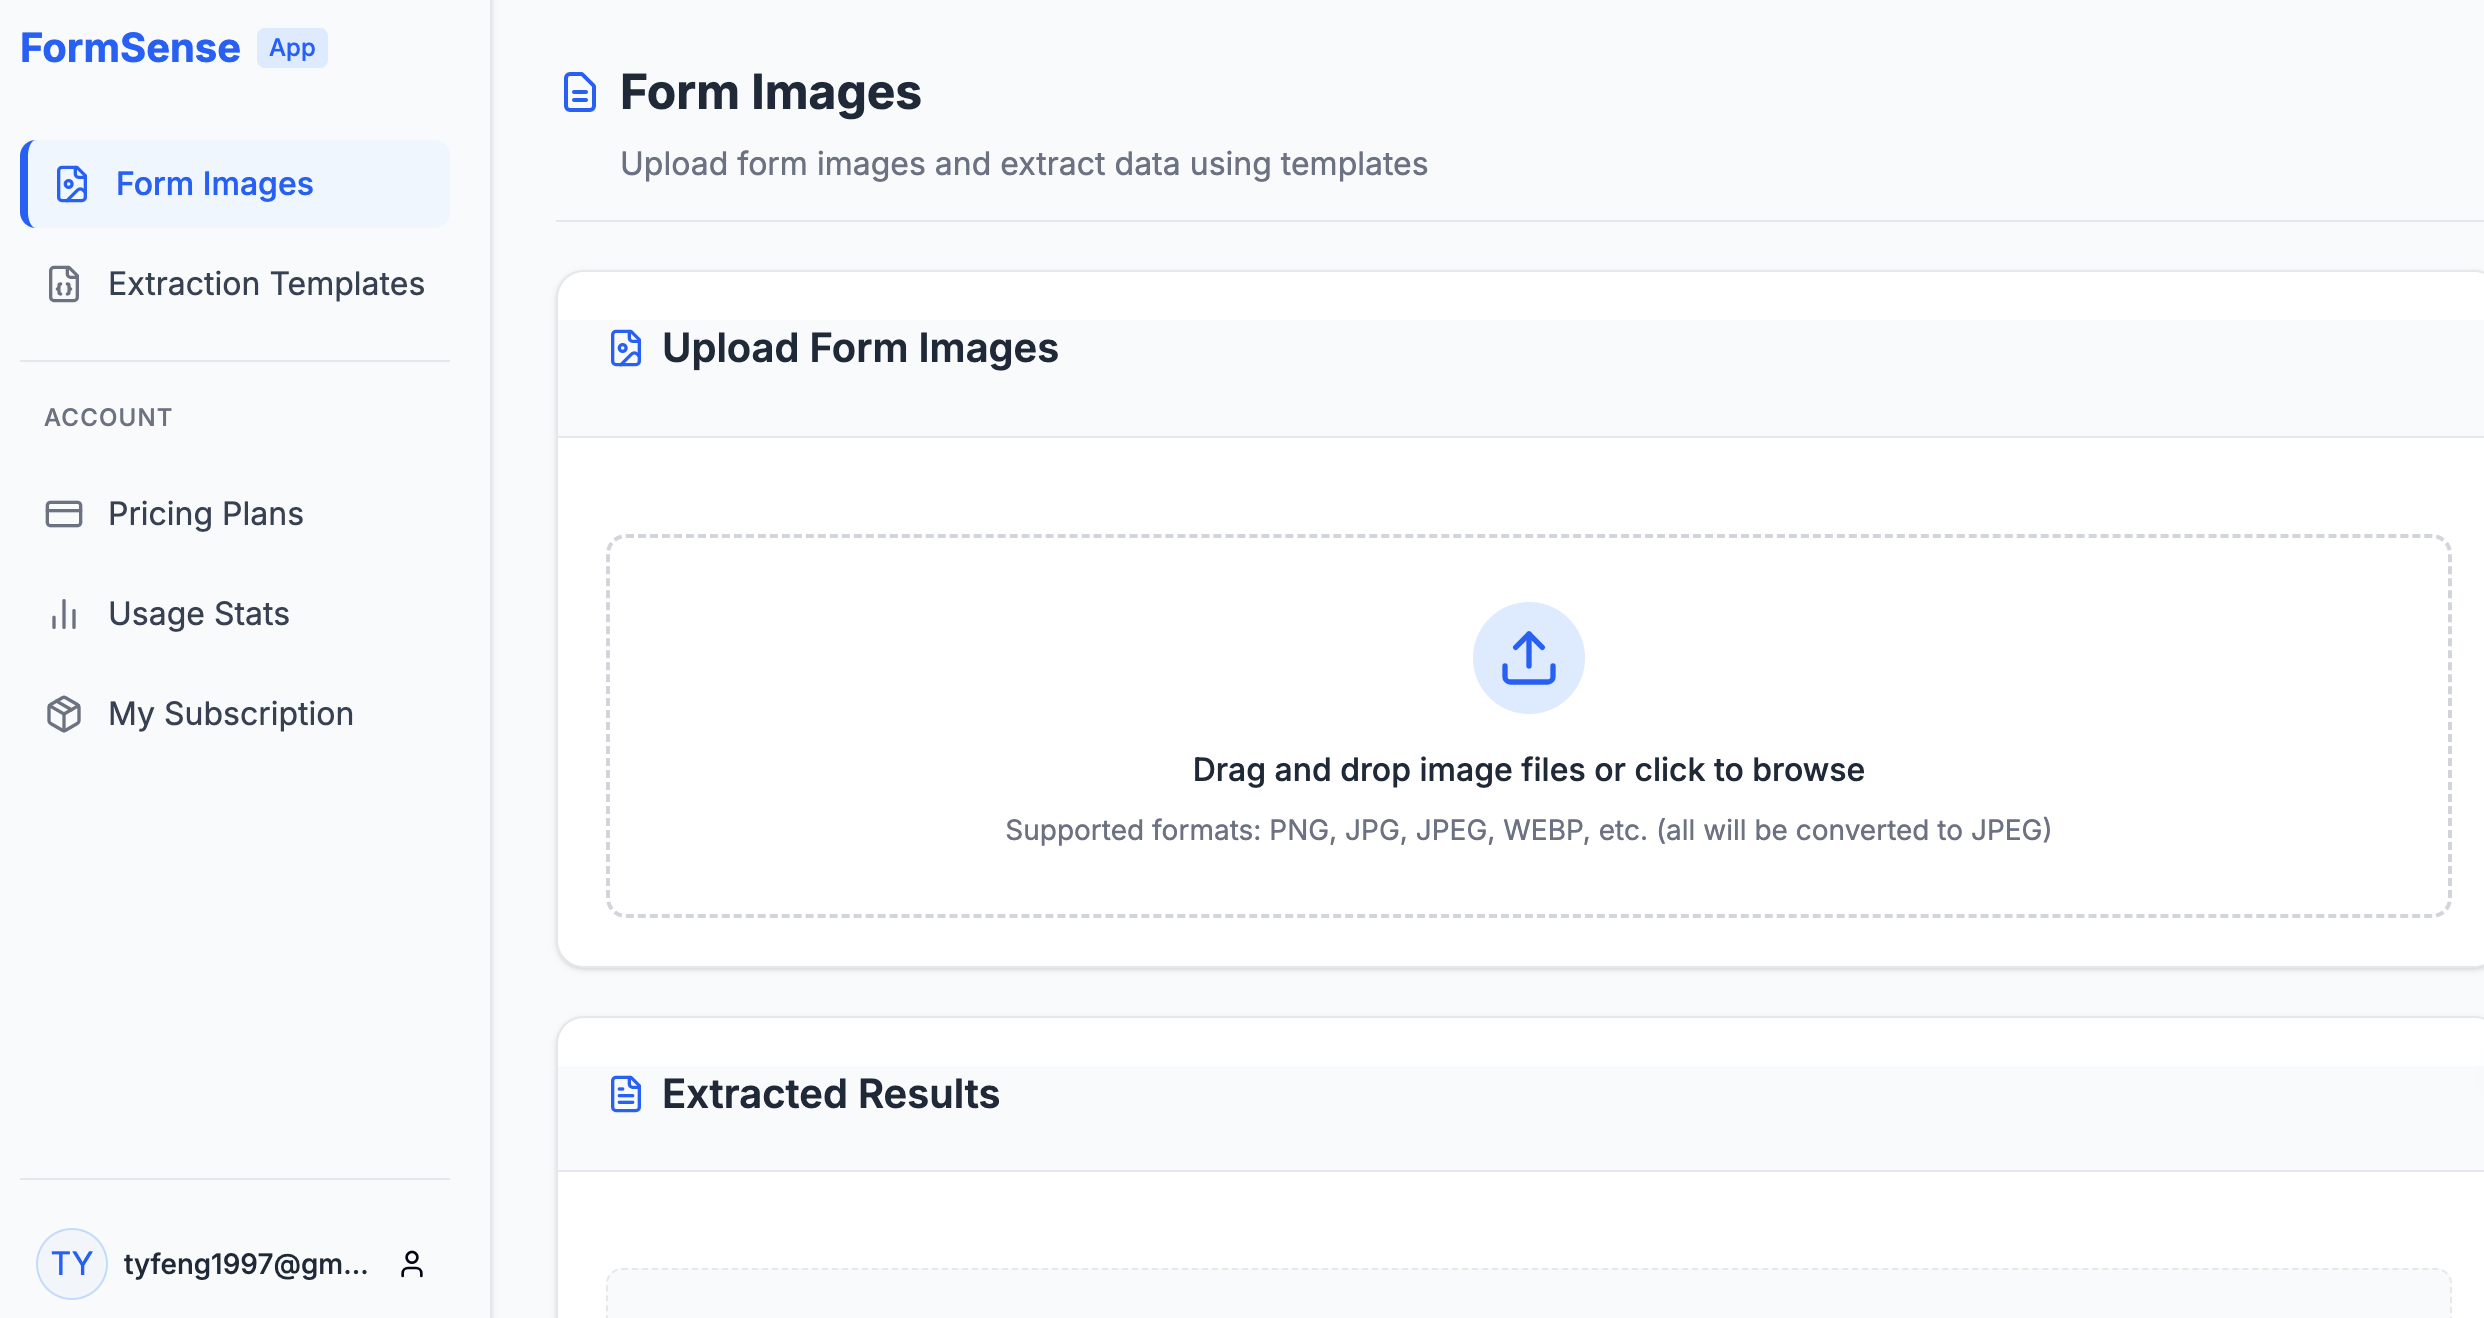 FormSense App
Form Images
Extraction Templates
ACCOUNT
Pricing Plans
Usage Stats
My Subscription
TY tyfeng1997@gm...
Form Images
Upload form images and extract data using templates
Upload Form Images
Drag and drop image files or click to browse
Supported formats: PNG, JPG, JPEG, WEBP, etc. (all will be converted to JPEG)
Extracted Results